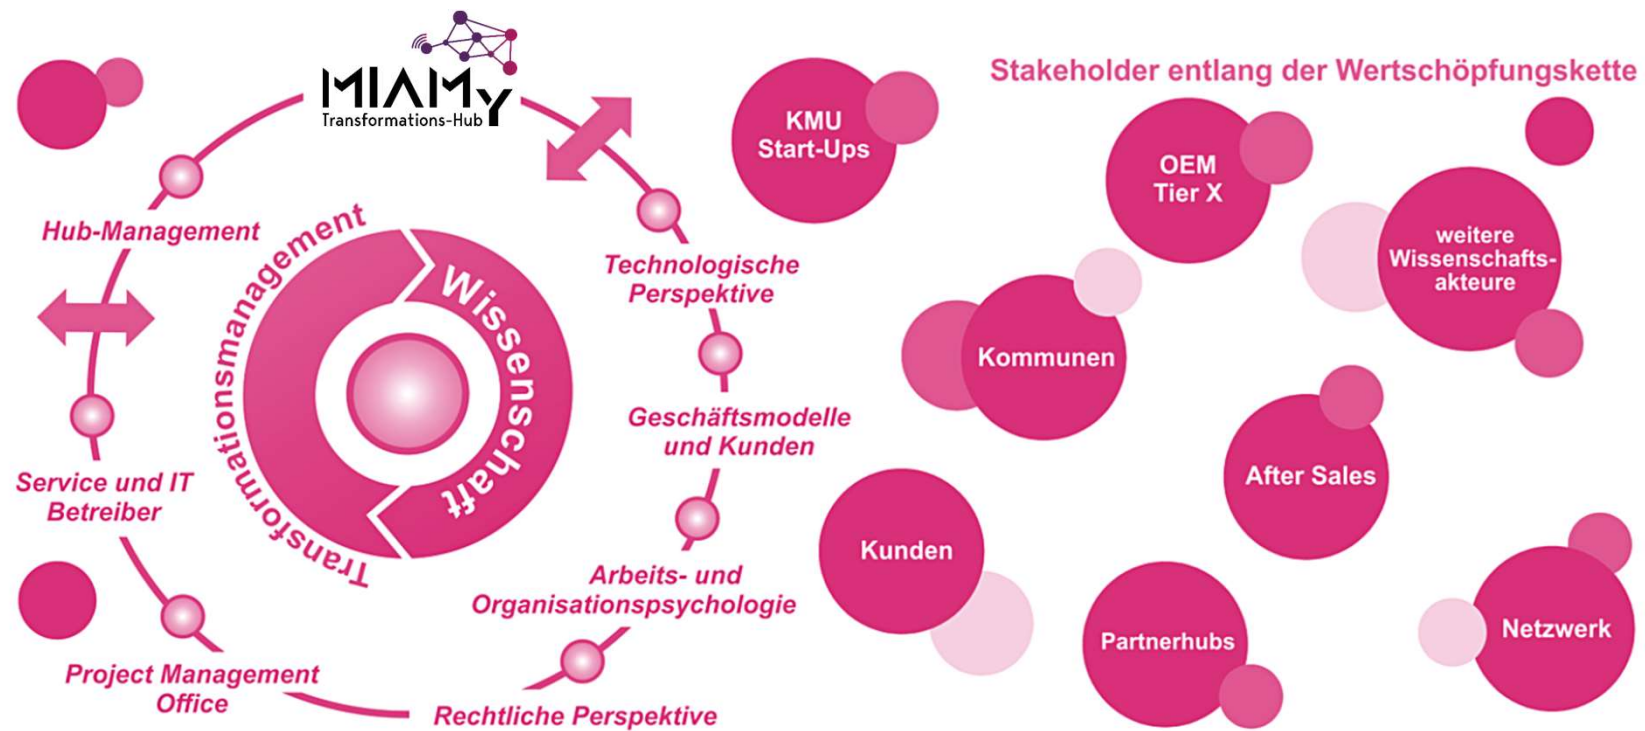 MIAMy
Transformations-Hub
Hub-Management
Service und IT
Betreiber
Project Management
Office
Transformationsmanagement
Wissenschaft
Technologische
Perspektive
Geschäftsmodelle
und Kunden
Arbeits- und
Organisationspsychologie
Rechtliche Perspektive
Stakeholder entlang der Wertschöpfungskette
KMU
Start-Ups
OEM
Tier X
weitere
Wissenschafts-
akteure
Kommunen
After Sales
Kunden
Partnerhubs
Netzwerk